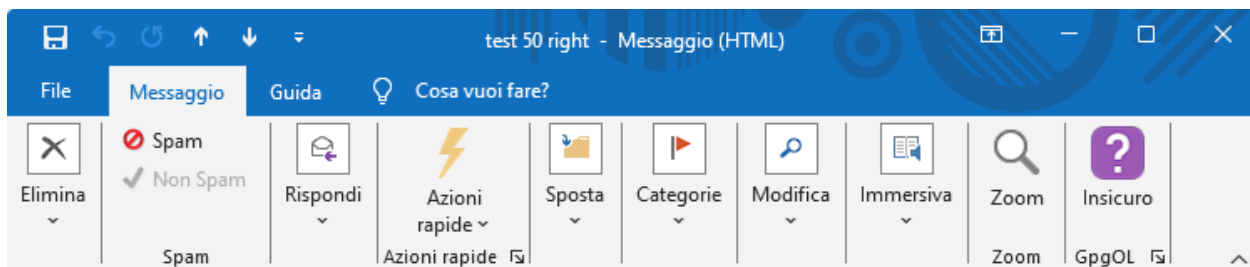 test 50 right - Messaggio (HTML)
File Messaggio Guida Cosa vuoi fare?
Elimina
Spam
Non Spam
Spam
Rispondi
Azioni
rapide
Azioni rapide
Sposta
Categorie
Modifica
Immersiva
Zoom
Zoom
Insicuro
GpgOL